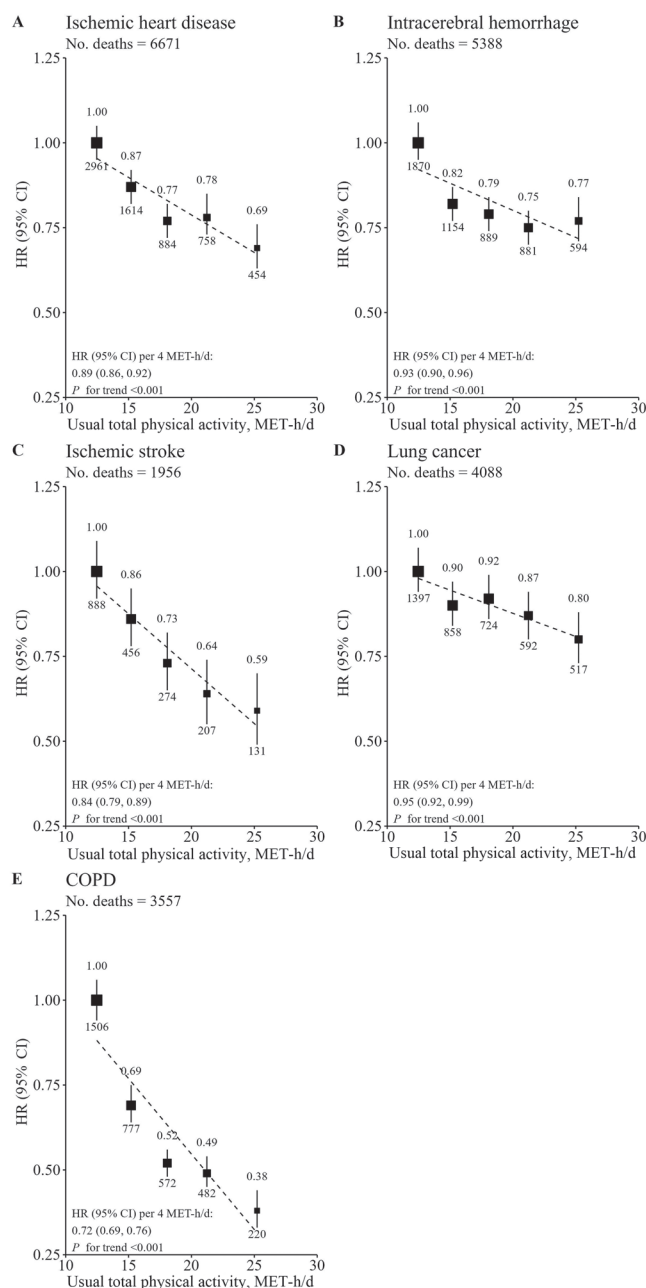 A Ischemic heart disease
No. deaths = 6671
1.25
1.00
0.75
0.50
0.25
HR (95% CI)
1.00
2961
0.87
1614
0.77
884
0.78
758
0.69
454
HR (95% CI) per 4 MET-h/d:
0.89 (0.86, 0.92)
P for trend <0.001
10 15 20 25 30
Usual total physical activity, MET-h/d
B Intracerebral hemorrhage
No. deaths = 5388
1.25
1.00
0.75
0.50
0.25
HR (95% CI)
1.00
1870
0.82
1154
0.79
889
0.75
881
0.77
594
HR (95% CI) per 4 MET-h/d:
0.93 (0.90, 0.96)
P for trend <0.001
10 15 20 25 30
Usual total physical activity, MET-h/d
C Ischemic stroke
No. deaths = 1956
1.25
1.00
0.75
0.50
0.25
HR (95% CI)
1.00
888
0.86
456
0.73
274
0.64
207
0.59
131
HR (95% CI) per 4 MET-h/d:
0.84 (0.79, 0.89)
P for trend <0.001
10 15 20 25 30
Usual total physical activity, MET-h/d
D Lung cancer
No. deaths = 4088
1.25
1.00
0.75
0.50
0.25
HR (95% CI)
1.00
1397
0.90
858
0.92
724
0.87
592
0.80
517
HR (95% CI) per 4 MET-h/d:
0.95 (0.92, 0.99)
P for trend <0.001
10 15 20 25 30
Usual total physical activity, MET-h/d
E COPD
No. deaths = 3557
1.25
1.00
0.75
0.50
0.25
HR (95% CI)
1.00
1506
0.69
777
0.52
572
0.49
482
0.38
220
HR (95% CI) per 4 MET-h/d:
0.72 (0.69, 0.76)
P for trend <0.001
10 15 20 25 30
Usual total physical activity, MET-h/d